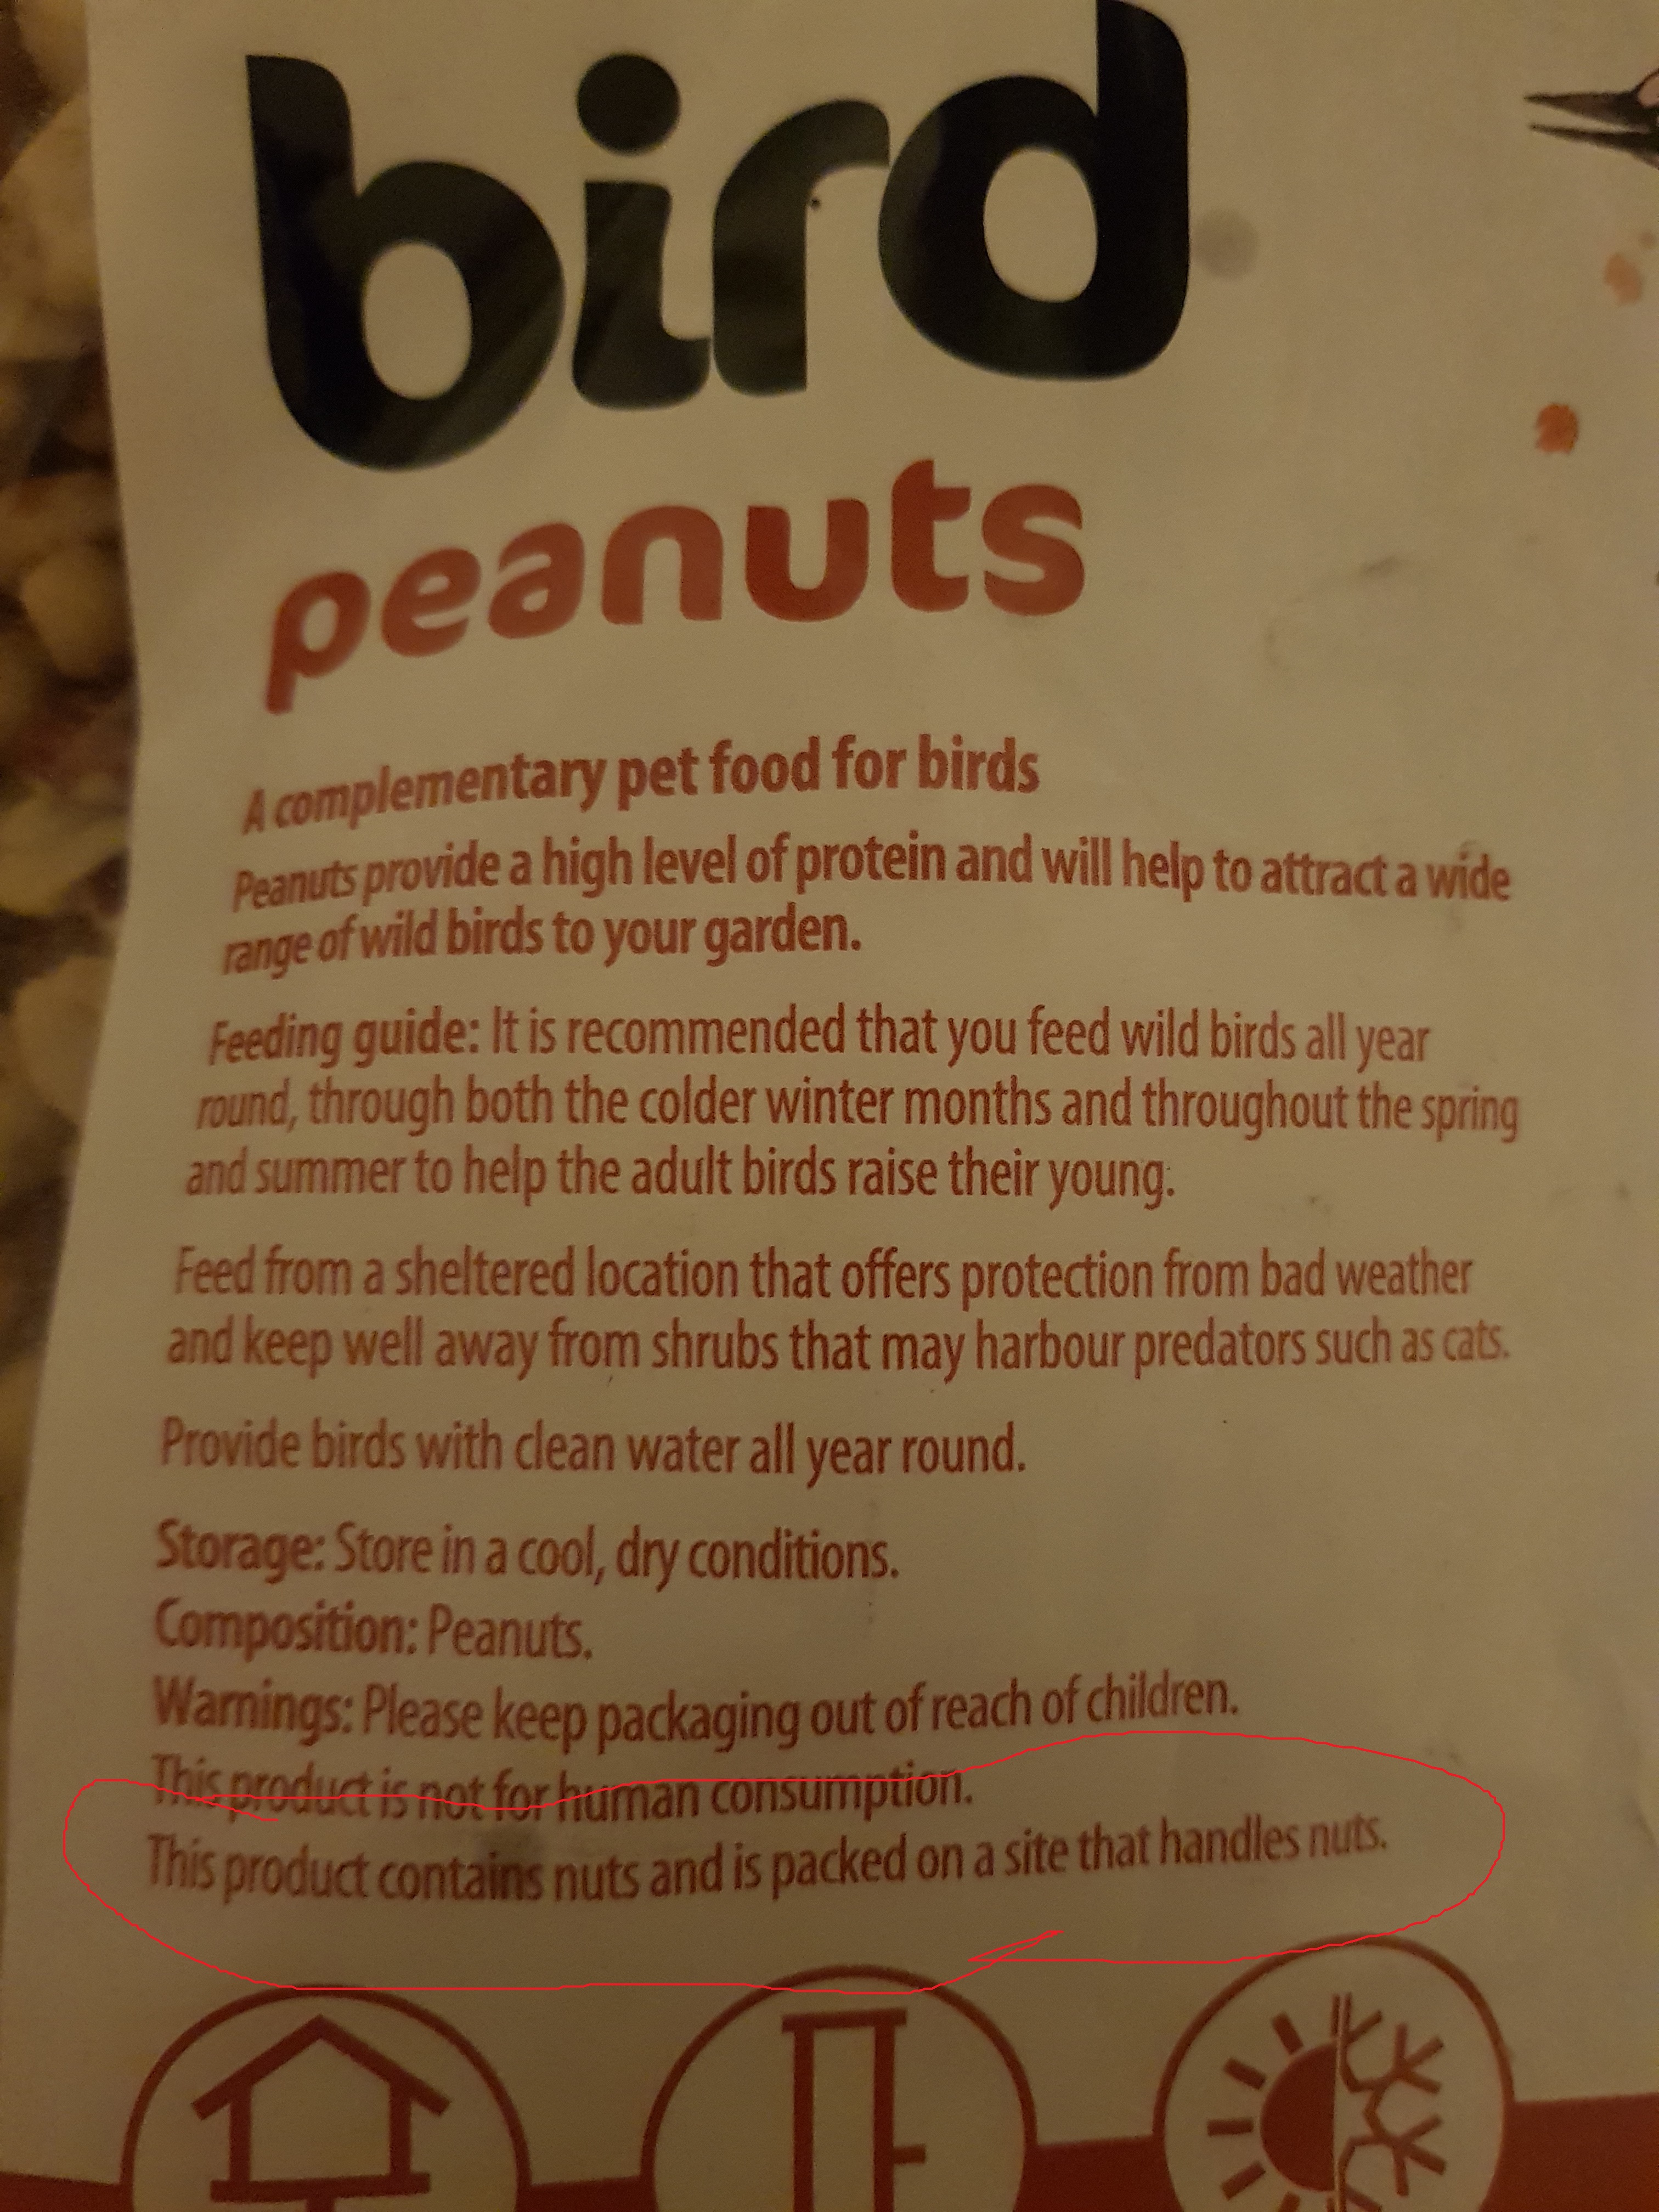 bird
peanuts
A complementary pet food for birds
Peanuts provide a high level of protein and will help to attract a wide
range of wild birds to your garden.
Feeding guide: It is recommended that you feed wild birds all year
round, through both the colder winter months and throughout the spring
and summer to help the adult birds raise their young.
Feed from a sheltered location that offers protection from bad weather
and keep well away from shrubs that may harbour predators such as cats.
Provide birds with clean water all year round.
Storage: Store in a cool, dry conditions.
Composition: Peanuts.
Warnings: Please keep packaging out of reach of children.
This product is not for human consumption.
This product contains nuts and is packed on a site that handles nuts.